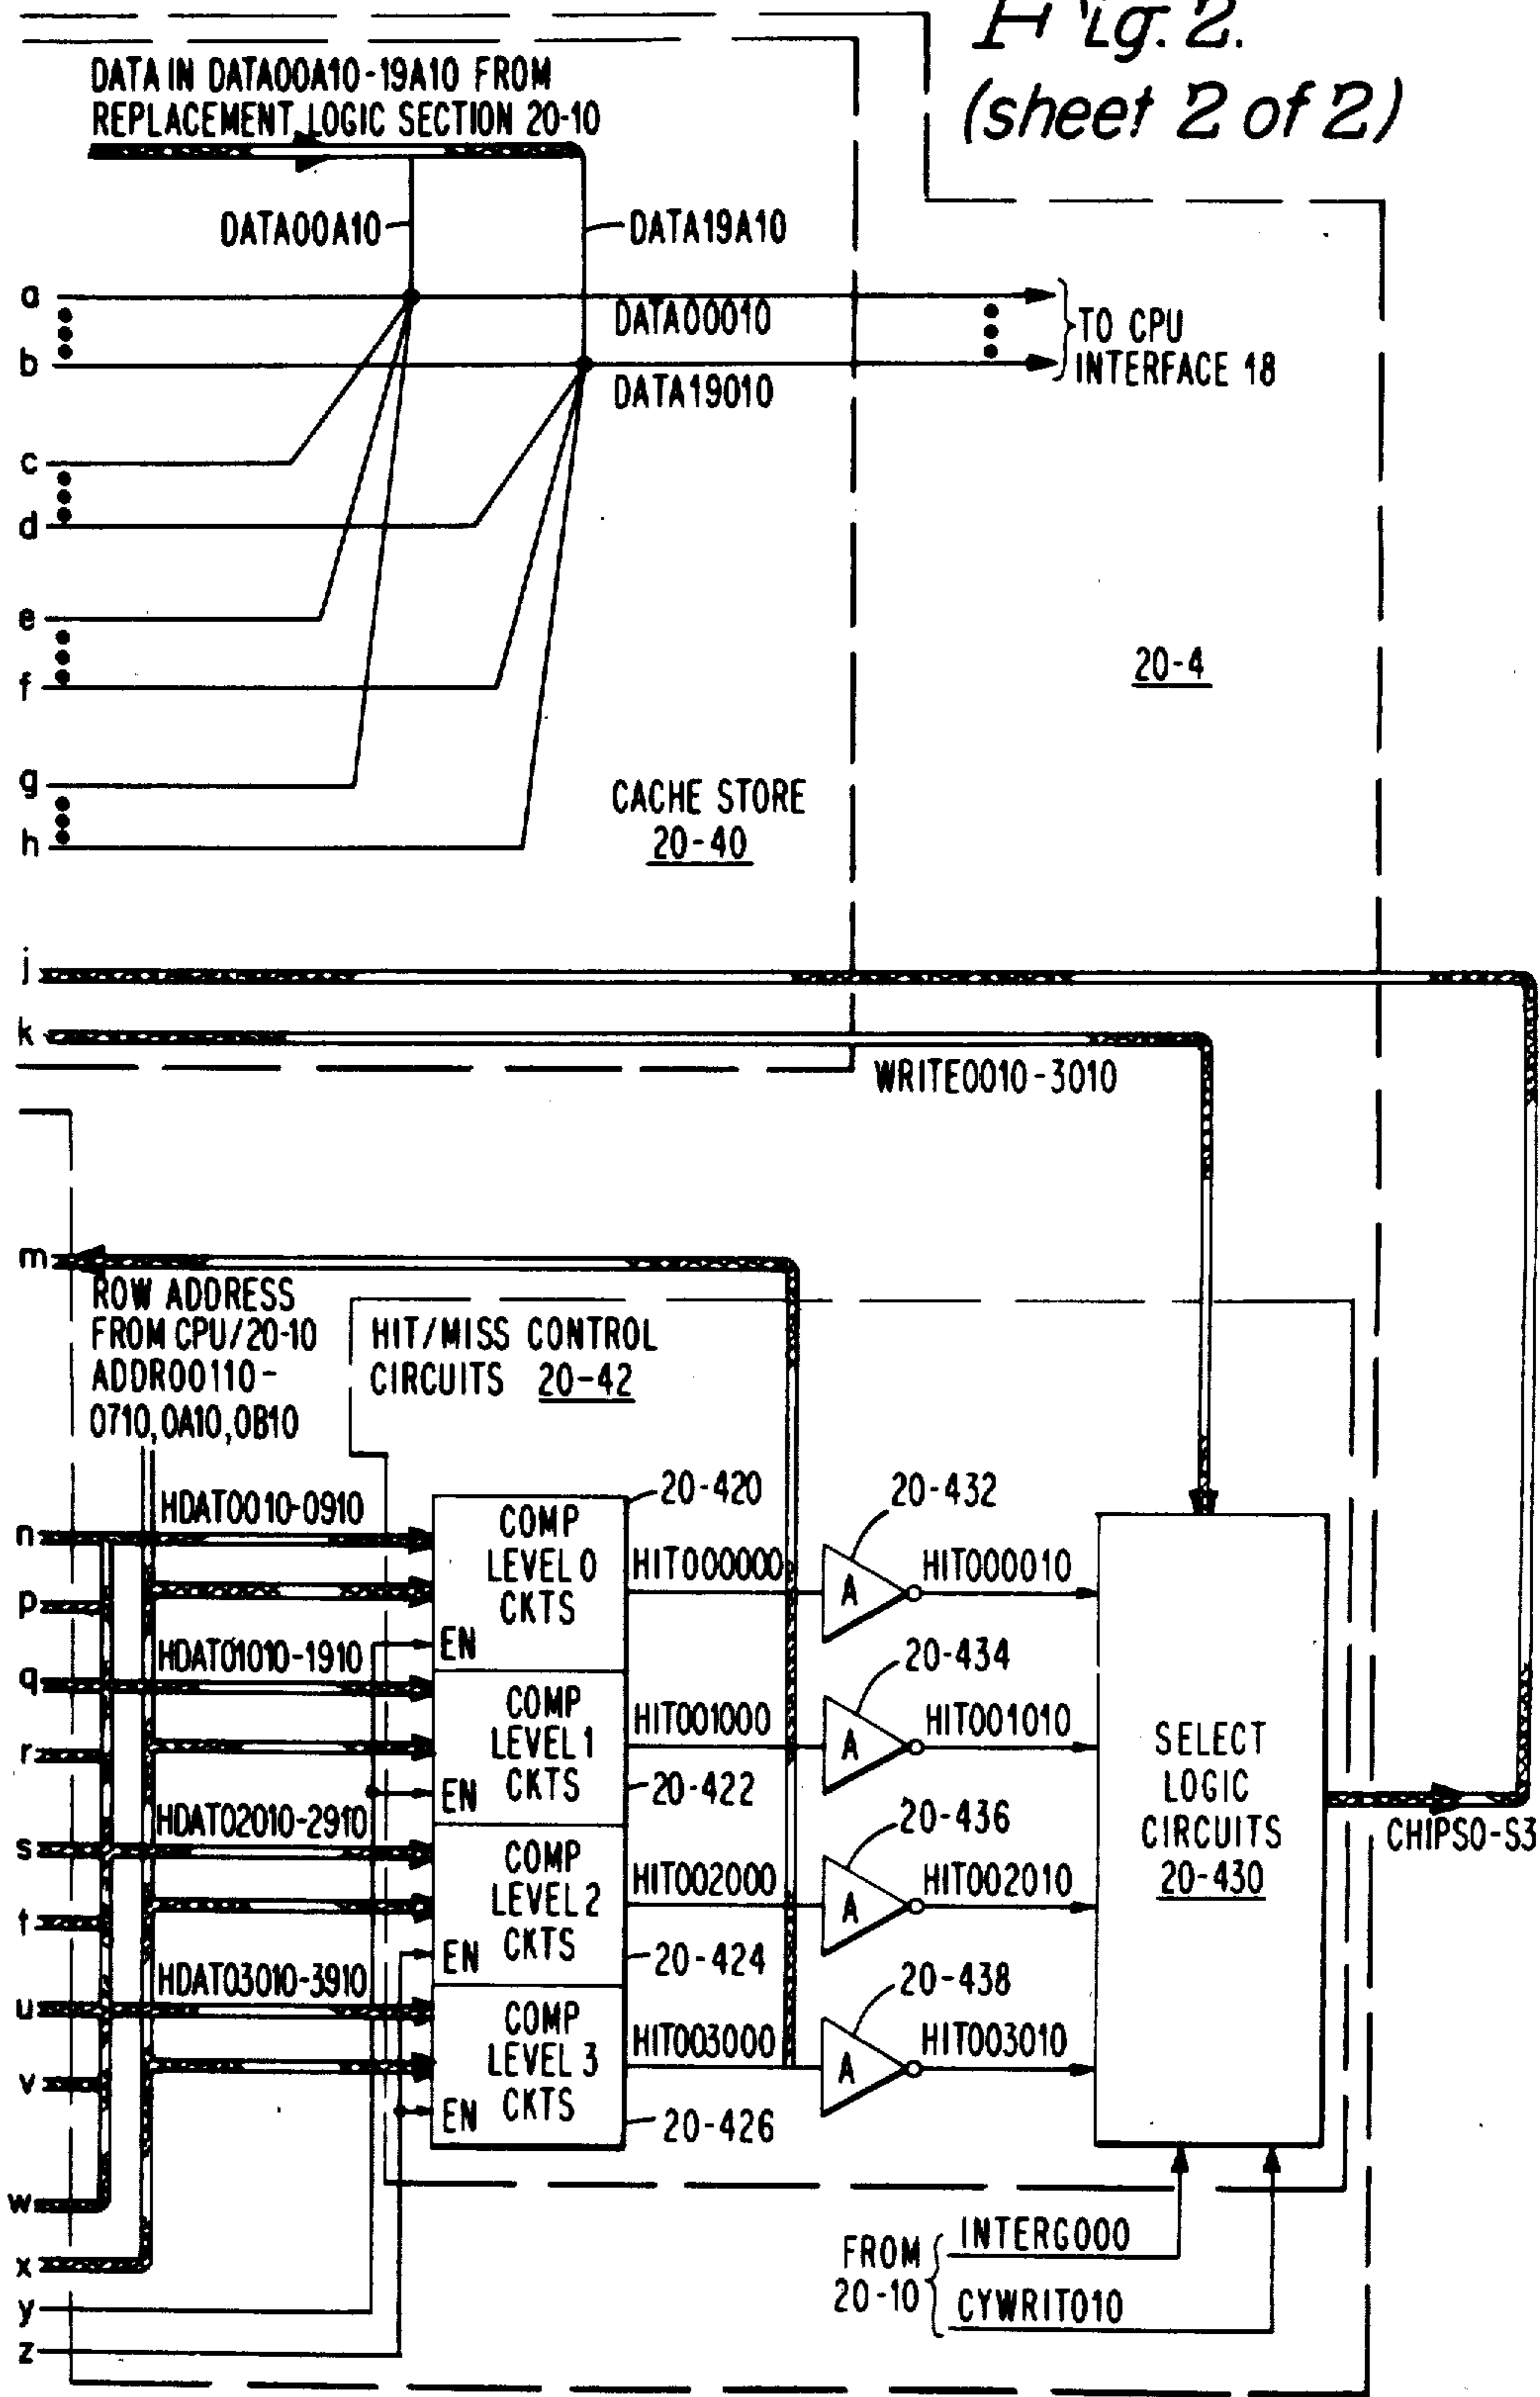 Fig. 2.
(sheet 2 of 2)
DATA IN DATA00A10-19A10 FROM
REPLACEMENT LOGIC SECTION 20-10
DATA00A10
DATA19A10
a
DATA00010
b
DATA19010
TO CPU
INTERFACE 18
c
d
e
f
20-4
g
h
CACHE STORE
20-40
j
k
WRITE0010-3010
m
ROW ADDRESS
FROM CPU/20-10
ADDR00110-
0710,0A10,0B10
HIT/MISS CONTROL
CIRCUITS 20-42
n
HDAT0010-0910
p
HDAT01010-1910
q
r
HDAT02010-2910
s
t
HDAT03010-3910
u
v
w
x
y
z
COMP
LEVEL 0
CKTS
EN
20-420
HIT000000
COMP
LEVEL 1
CKTS
EN
HIT001000
20-422
COMP
LEVEL 2
CKTS
EN
HIT002000
20-424
COMP
LEVEL 3
CKTS
EN
HIT003000
20-426
20-432
A
HIT000010
20-434
A
HIT001010
20-436
A
HIT002010
20-438
A
HIT003010
SELECT
LOGIC
CIRCUITS
20-430
CHIPS0-S3
FROM
20-10
INTERG000
CYWRIT010